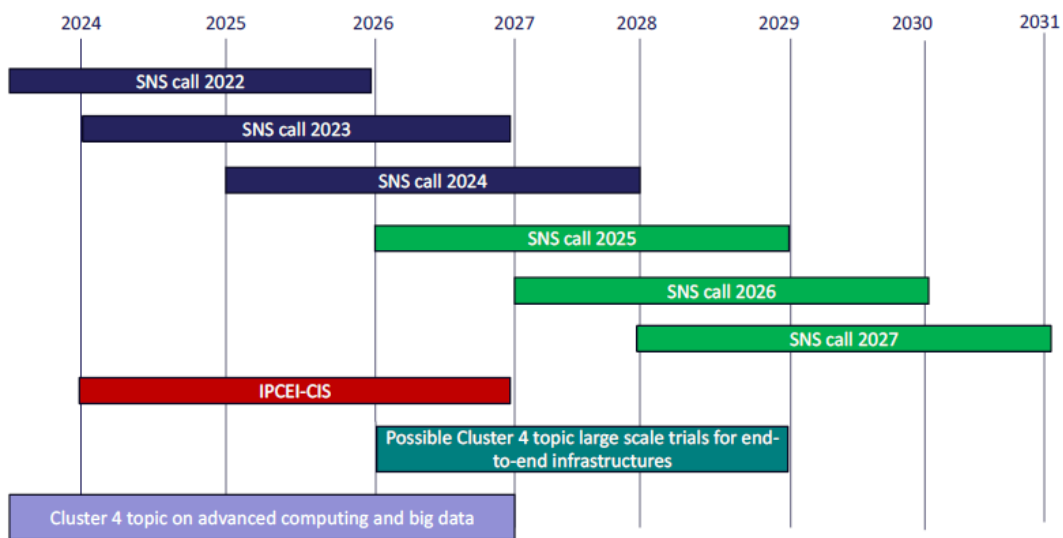 2024 2025 2026 2027 2028 2029 2030 2031
SNS call 2022
SNS call 2023
SNS call 2024
SNS call 2025
SNS call 2026
SNS call 2027
IPCEI-CIS
Possible Cluster 4 topic large scale trials for end-
to-end infrastructures
Cluster 4 topic on advanced computing and big data